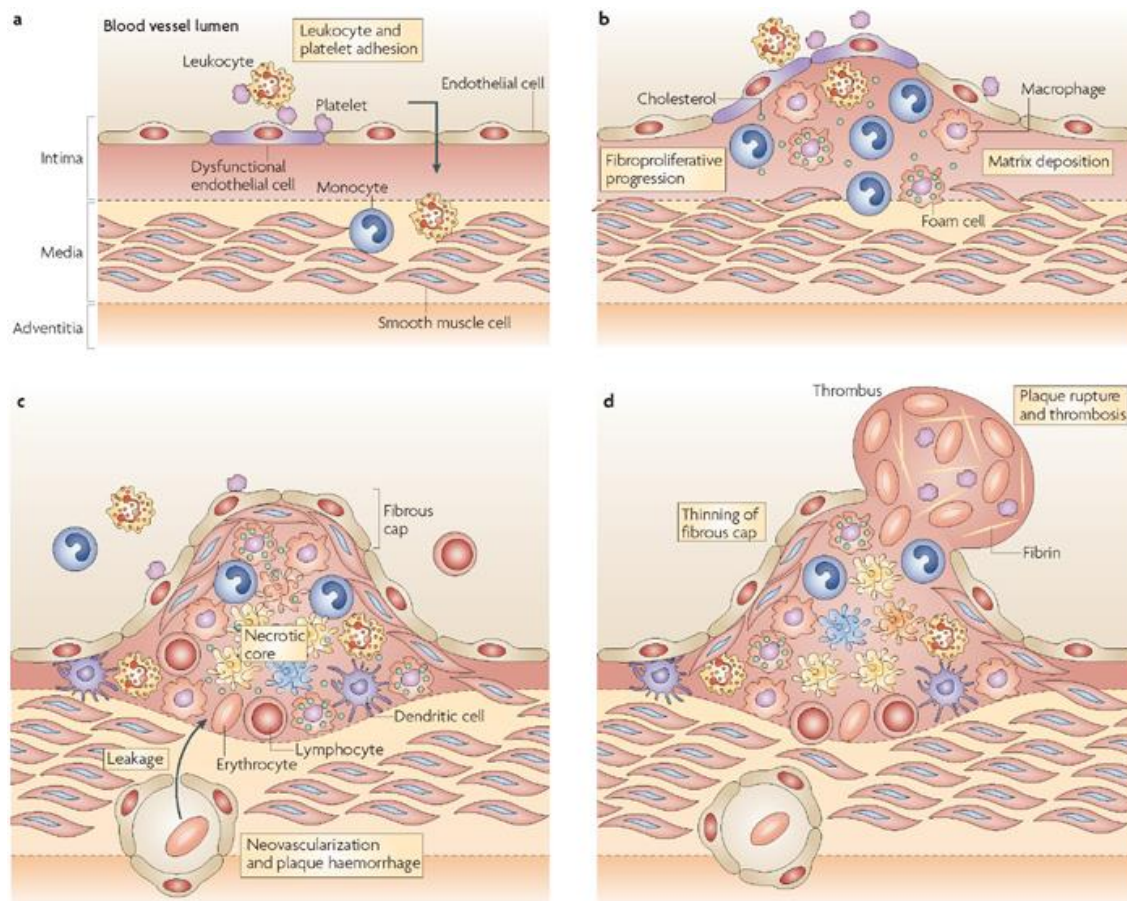 a
Blood vessel lumen
Leukocyte and
platelet adhesion
Leukocyte
Platelet
Endothelial cell
Intima
Dysfunctional
endothelial cell
Monocyte
Media
Smooth muscle cell
Adventitia
b
Cholesterol
Macrophage
Fibroproliferative
progression
Matrix deposition
Foam cell
c
Fibrous
cap
Necrotic
core
Dendritic cell
Lymphocyte
Leakage
Erythrocyte
Neovascularization
and plaque haemorrhage
d
Thrombus
Plaque rupture
and thrombosis
Thinning of
fibrous cap
Fibrin